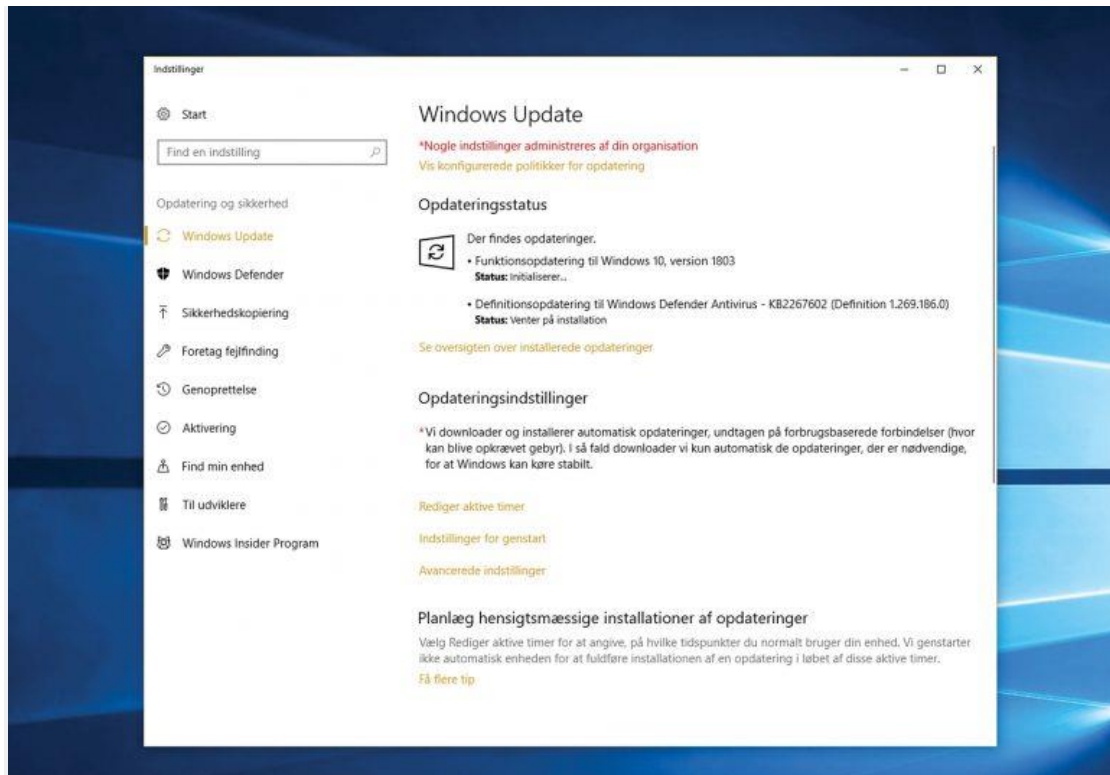 Indstillinger
Start
Find en indstilling
Opdatering og sikkerhed
Windows Update
Windows Defender
Sikkerhedskopiering
Foretag fejlfinding
Genoprettelse
Aktivering
Find min enhed
Til udviklere
Windows Insider Program
Windows Update
*Nogle indstillinger administreres af din organisation
Vis konfigurerede politikker for opdatering
Opdateringsstatus
Der findes opdateringer.
• Funktionsopdatering til Windows 10, version 1803
Status: Initialiserer...
• Definitionsopdatering til Windows Defender Antivirus - KB2267602 (Definition 1.269.186.0)
Status: Venter på installation
Se oversigten over installerede opdateringer
Opdateringsindstillinger
*Vi downloader og installerer automatisk opdateringer, undtagen på forbrugsbaserede forbindelser (hvor
kan blive opkrævet gebyr). I så fald downloader vi kun automatisk de opdateringer, der er nødvendige,
for at Windows kan køre stabilt.
Rediger aktive timer
Indstillinger for genstart
Avancerede indstillinger
Planlæg hensigtsmæssige installationer af opdateringer
Vælg Rediger aktive timer for at angive, på hvilke tidspunkter du normalt bruger din enhed. Vi genstarter
ikke automatisk enheden for at fuldføre installationen af en opdatering i løbet af disse aktive timer.
Få flere tip